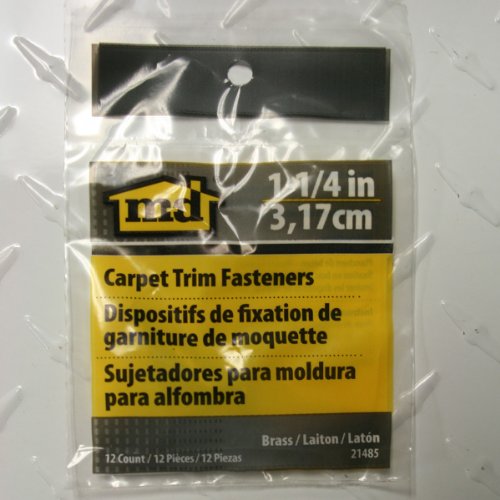 md
1 1/4 in
3,17cm
Carpet Trim Fasteners
Dispositifs de fixation de
garniture de moquette
Sujetadores para moldura
para alfombra
Brass / Laiton / Latón
12 Count / 12 Pièces / 12 Piezas
21485